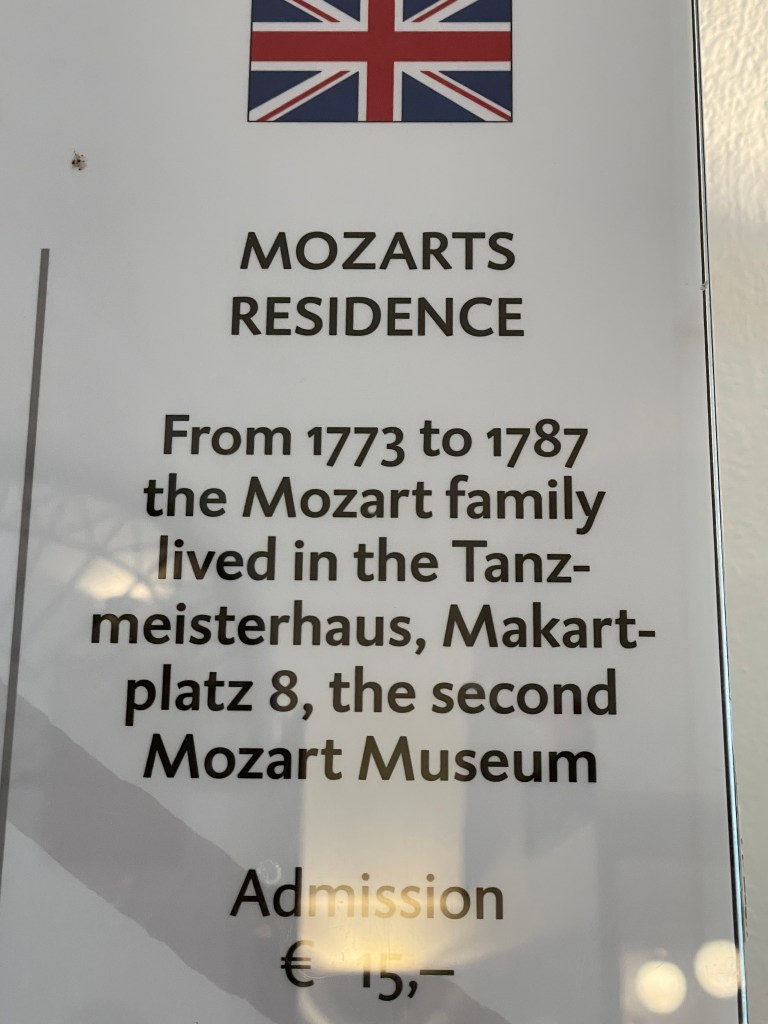 MOZARTS
RESIDENCE
From 1773 to 1787
the Mozart family
lived in the Tanz-
meisterhaus, Makart-
platz 8, the second
Mozart Museum
Admission
€ 15,–